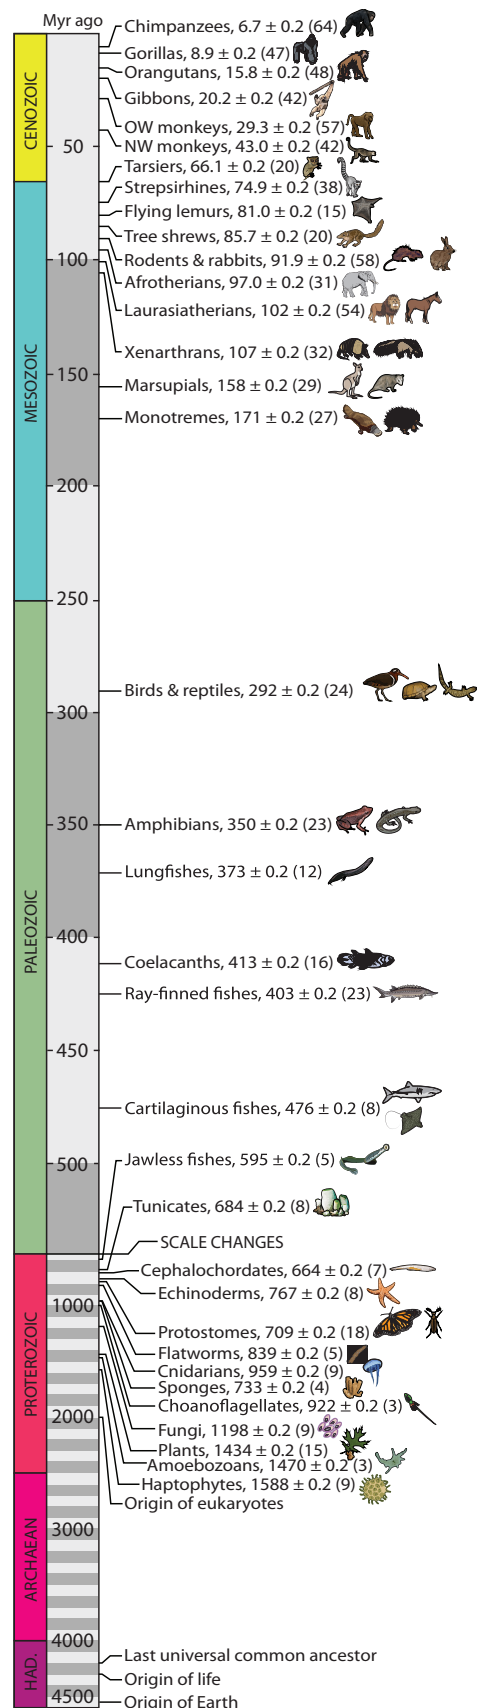 Myr ago
Chimpanzees, 6.7 ± 0.2 (64)
Gorillas, 8.9 ± 0.2 (47)
Orangutans, 15.8 ± 0.2 (48)
Gibbons, 20.2 ± 0.2 (42)
OW monkeys, 29.3 ± 0.2 (57)
NW monkeys, 43.0 ± 0.2 (42)
50
Tarsiers, 66.1 ± 0.2 (20)
Strepsirhines, 74.9 ± 0.2 (38)
Flying lemurs, 81.0 ± 0.2 (15)
Tree shrews, 85.7 ± 0.2 (20)
Rodents & rabbits, 91.9 ± 0.2 (58)
100
Afrotherians, 97.0 ± 0.2 (31)
Laurasiatherians, 102 ± 0.2 (54)
Xenarthrans, 107 ± 0.2 (32)
150
Marsupials, 158 ± 0.2 (29)
Monotremes, 171 ± 0.2 (27)
200
250
Birds & reptiles, 292 ± 0.2 (24)
300
350
Amphibians, 350 ± 0.2 (23)
Lungfishes, 373 ± 0.2 (12)
400
Coelacanths, 413 ± 0.2 (16)
Ray-finned fishes, 403 ± 0.2 (23)
450
Cartilaginous fishes, 476 ± 0.2 (8)
500
Jawless fishes, 595 ± 0.2 (5)
Tunicates, 684 ± 0.2 (8)
SCALE CHANGES
Cephalochordates, 664 ± 0.2 (7)
Echinoderms, 767 ± 0.2 (8)
1000
Protostomes, 709 ± 0.2 (18)
Flatworms, 839 ± 0.2 (5)
Cnidarians, 959 ± 0.2 (9)
Sponges, 733 ± 0.2 (4)
Choanoflagellates, 922 ± 0.2 (3)
2000
Fungi, 1198 ± 0.2 (9)
Plants, 1434 ± 0.2 (15)
Amoebozoans, 1470 ± 0.2 (3)
Haptophytes, 1588 ± 0.2 (9)
Origin of eukaryotes
3000
4000
Last universal common ancestor
Origin of life
4500
Origin of Earth
CENOZOIC
MESOZOIC
PALEOZOIC
PROTEROZOIC
ARCHAEAN
HAD.